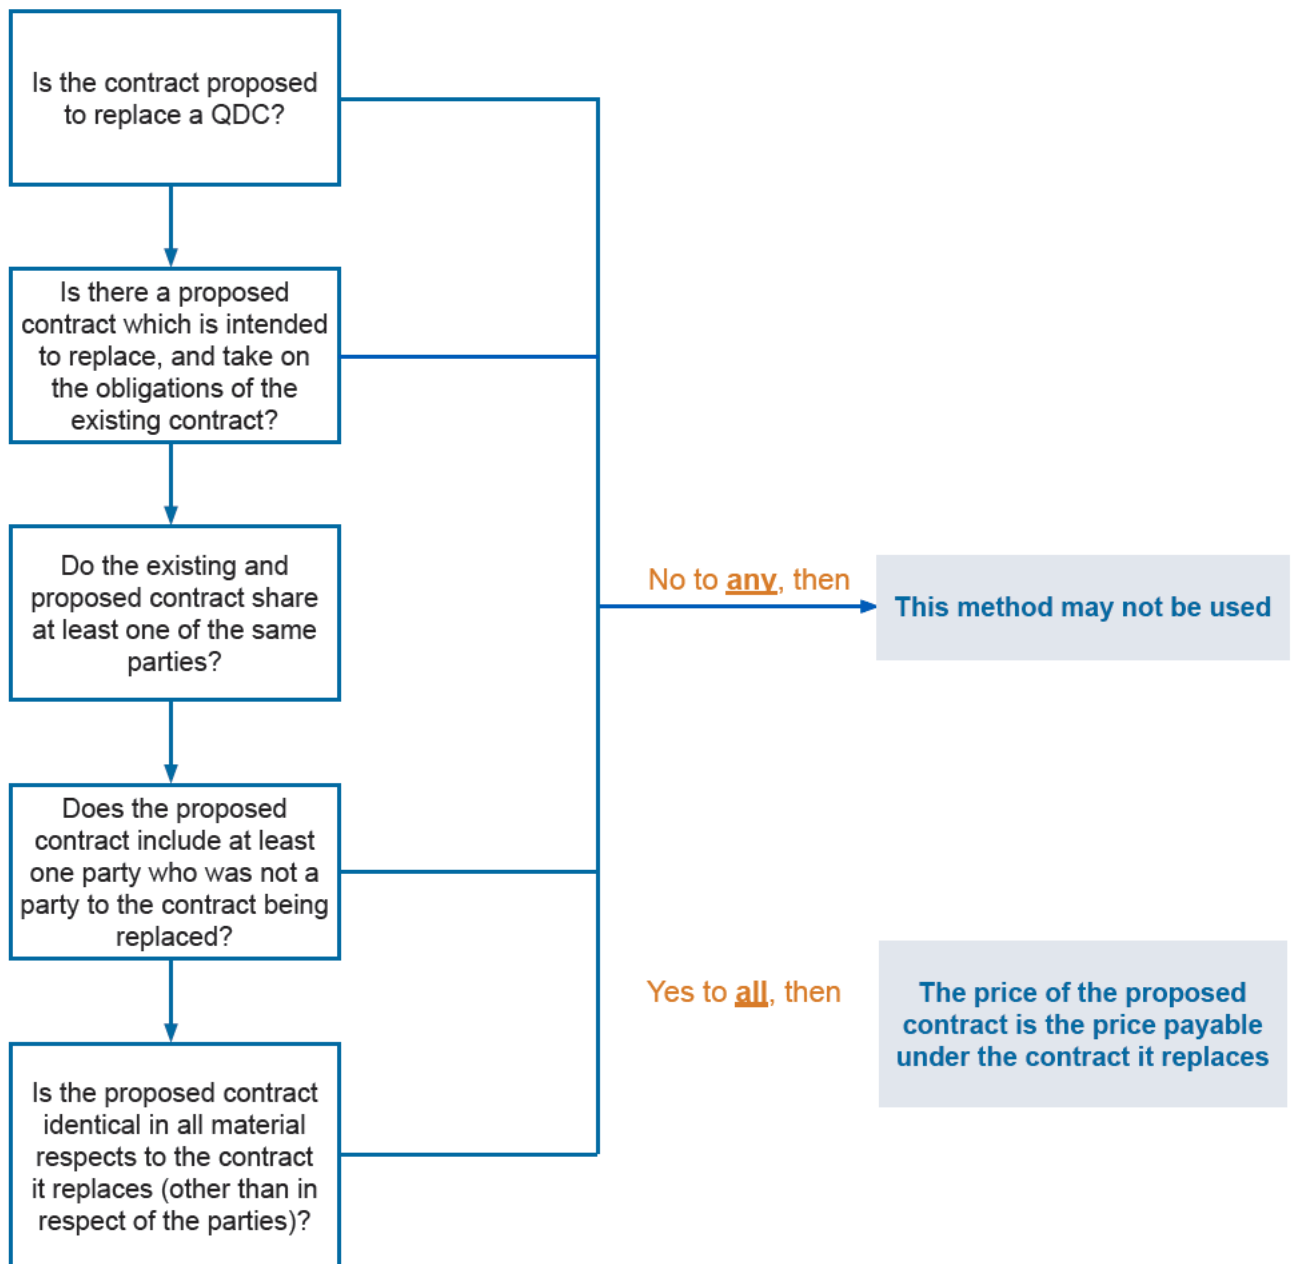 Is the contract proposed
to replace a QDC?
Is there a proposed
contract which is intended
to replace, and take on
the obligations of the
existing contract?
Do the existing and
proposed contract share
at least one of the same
parties?
No to any, then
This method may not be used
Does the proposed
contract include at least
one party who was not a
party to the contract being
replaced?
Yes to all, then
The price of the proposed
contract is the price payable
under the contract it replaces
Is the proposed contract
identical in all material
respects to the contract
it replaces (other than in
respect of the parties)?